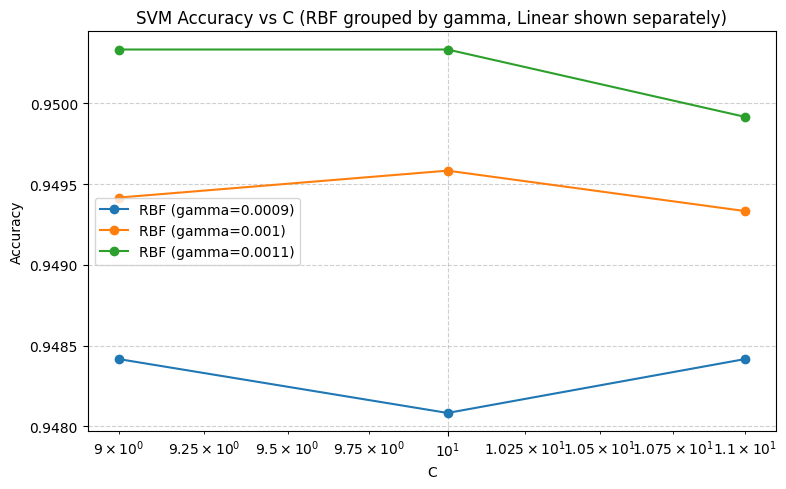 SVM Accuracy vs C (RBF grouped by gamma, Linear shown separately)
Accuracy
0.9500
0.9495
0.9490
0.9485
0.9480
RBF (gamma=0.0009)
RBF (gamma=0.001)
RBF (gamma=0.0011)
9 × 10⁰ 9.25 × 10⁰ 9.5 × 10⁰ 9.75 × 10⁰ 10¹ 1.025 × 10¹ 1.05 × 10¹ 1.075 × 10¹ 1.1 × 10¹
C